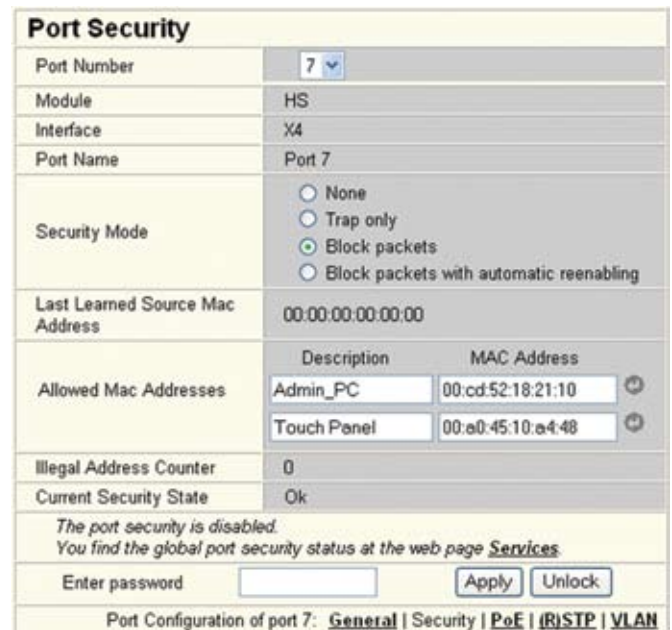 Port Security
Port Number 7
Module HS
Interface X4
Port Name Port 7
Security Mode
None
Trap only
Block packets
Block packets with automatic reenabling
Last Learned Source Mac Address 00:00:00:00:00:00
Allowed Mac Addresses
Description MAC Address
Admin_PC 00:cd:52:18:21:10
Touch Panel 00:a0:45:10:a4:48
Illegal Address Counter 0
Current Security State Ok
The port security is disabled.
You find the global port security status at the web page Services.
Enter password Apply Unlock
Port Configuration of port 7: General | Security | PoE | (R)STP | VLAN